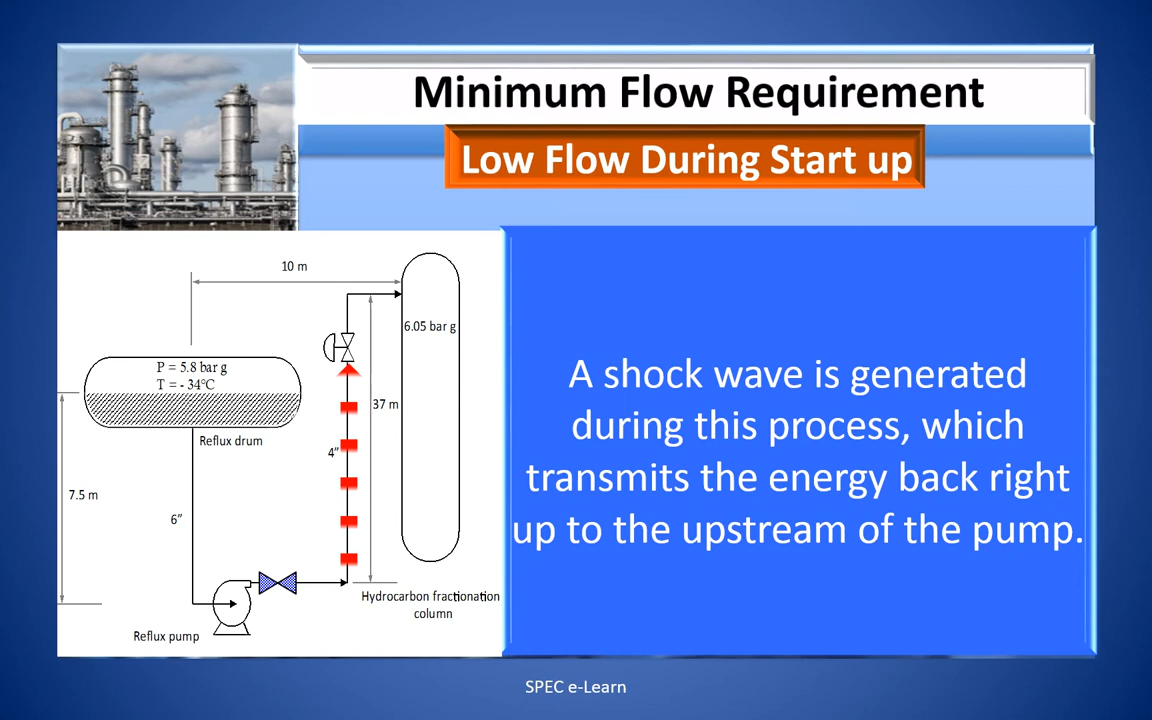 Minimum Flow Requirement
Low Flow During Start up
10 m
6.05 bar g
P = 5.8 bar g
T = - 34°C
37 m
Reflux drum
4”
7.5 m
6”
Hydrocarbon fractionation
column
Reflux pump
A shock wave is generated
during this process, which
transmits the energy back right
up to the upstream of the pump.
SPEC e-Learn